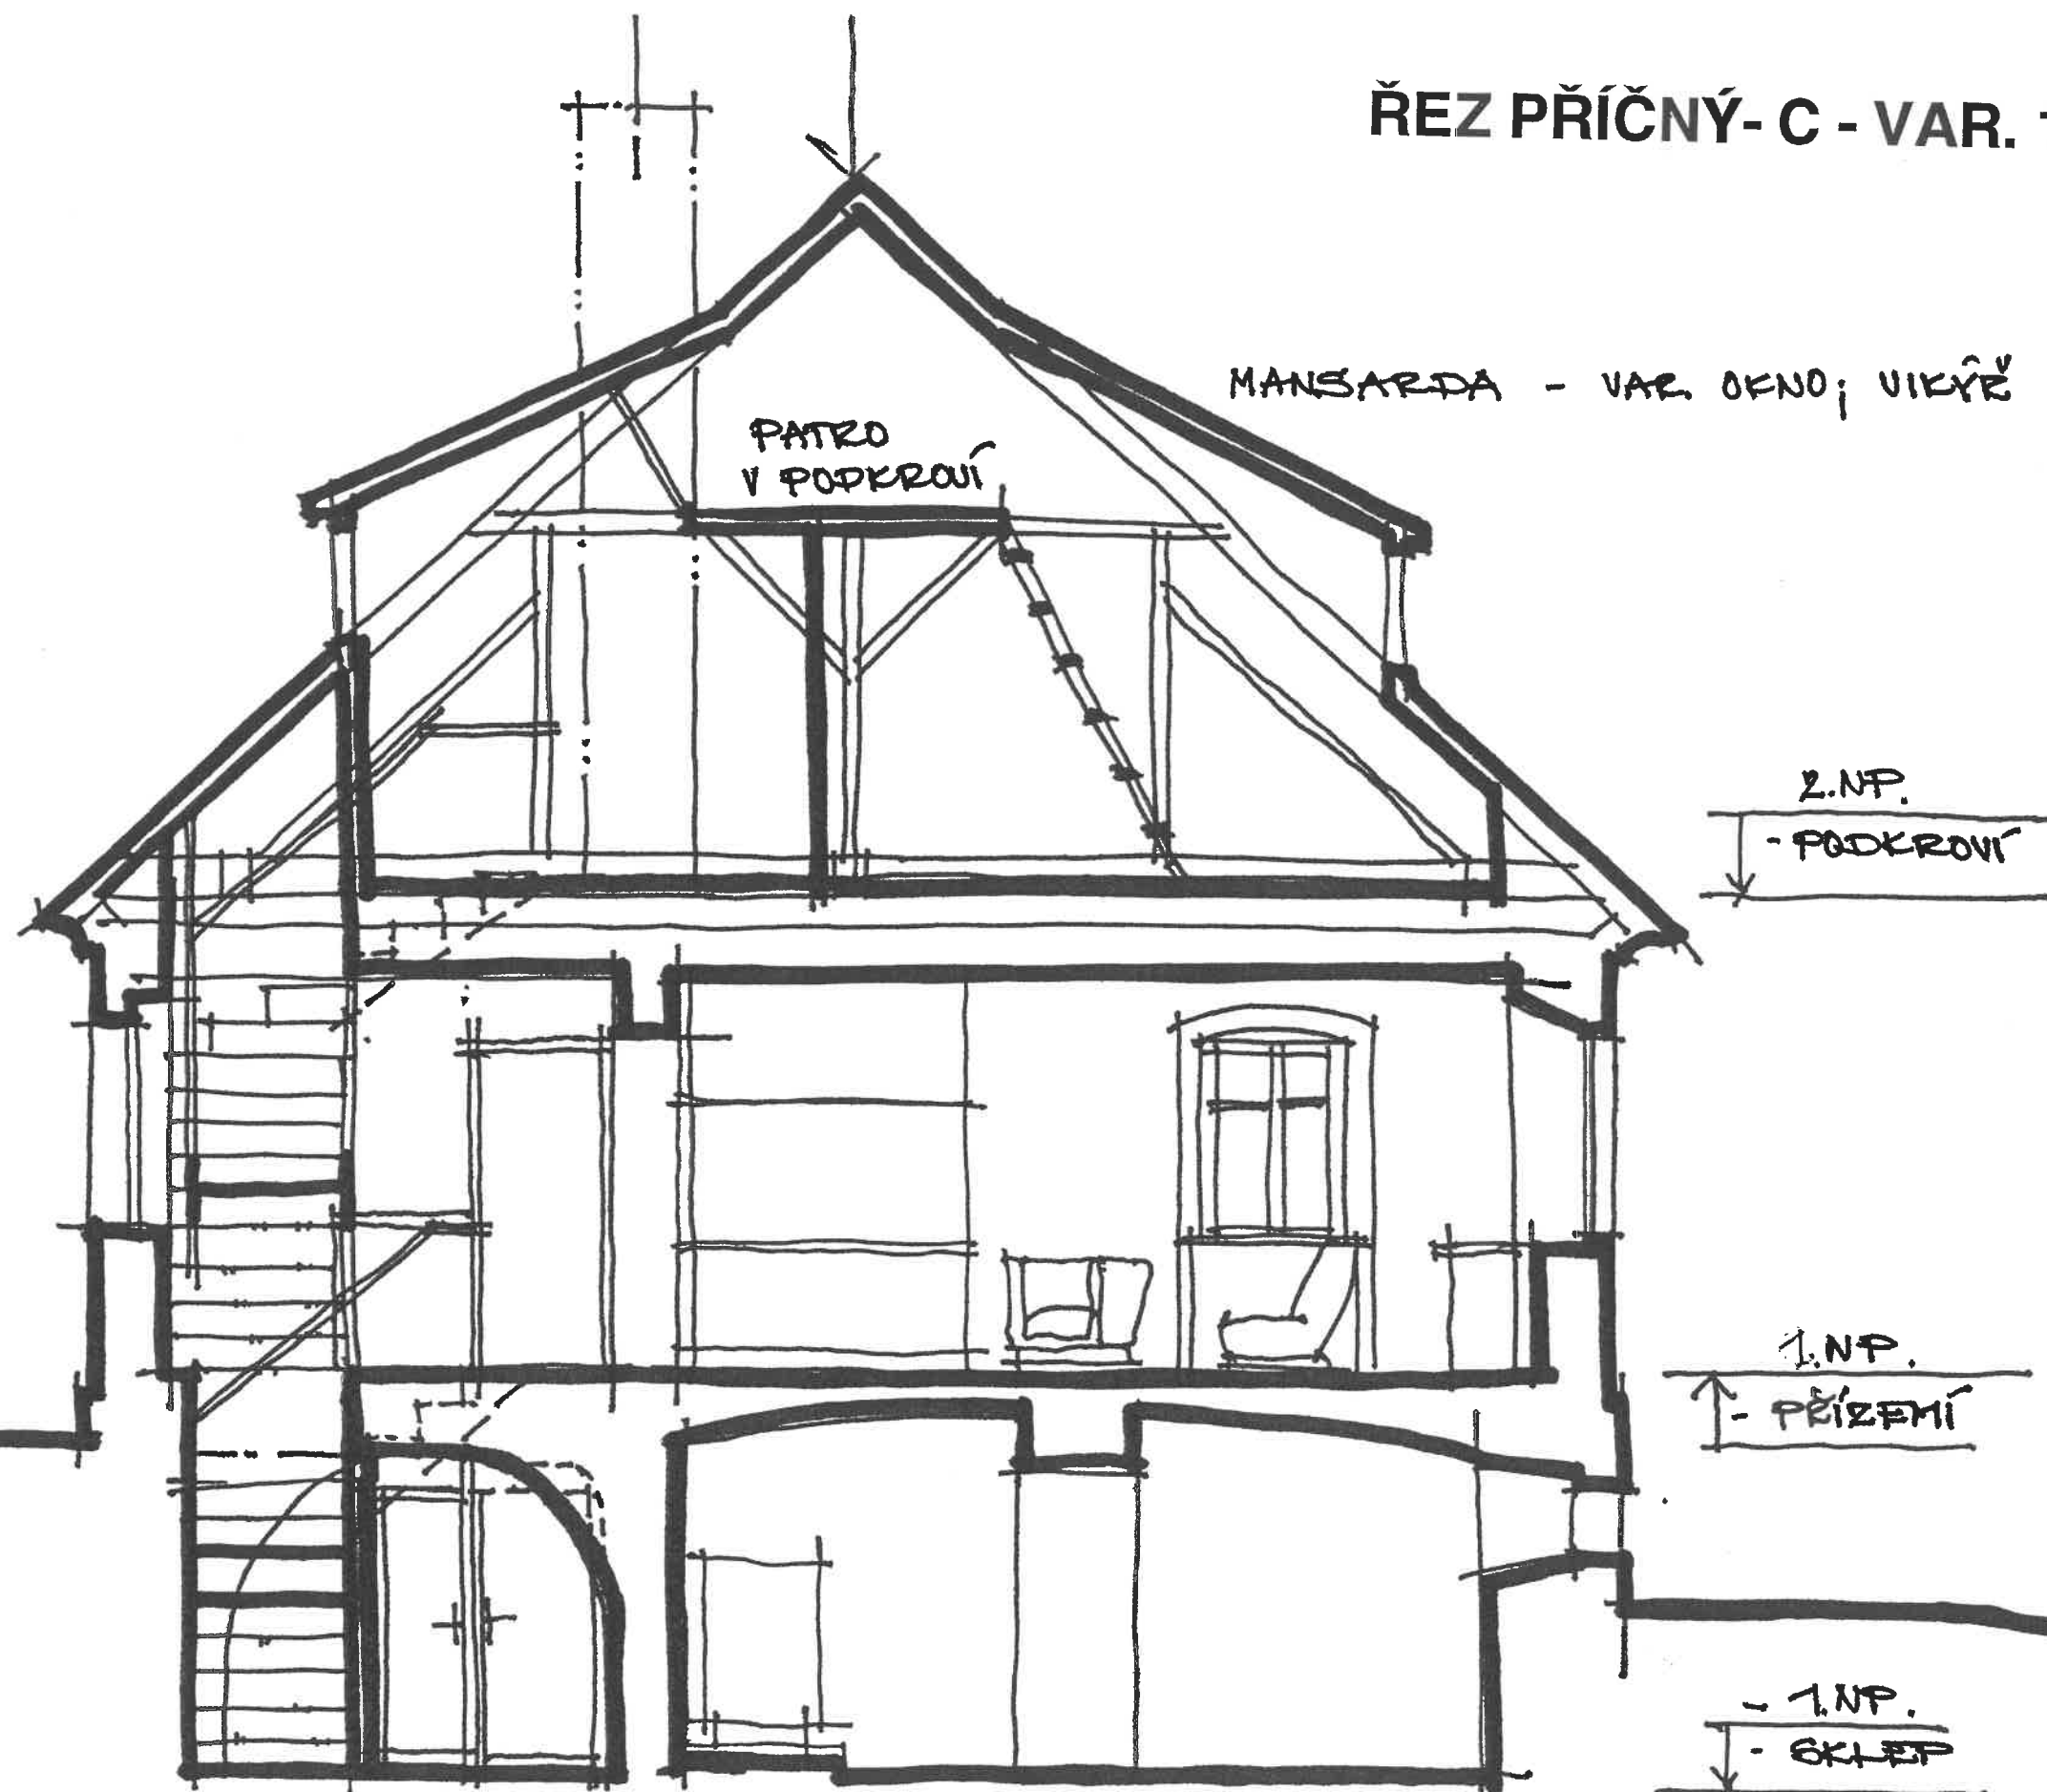 ŘEZ PŘÍČNÝ- C - VAR.
MANSARDA - VAR. OKNO; VIKÝŘ
PATRO
V PODKROVÍ
2.NP.
- PODKROVÍ
1.NP.
- PŘÍZEMÍ
- 1.NP.
- SKLEP